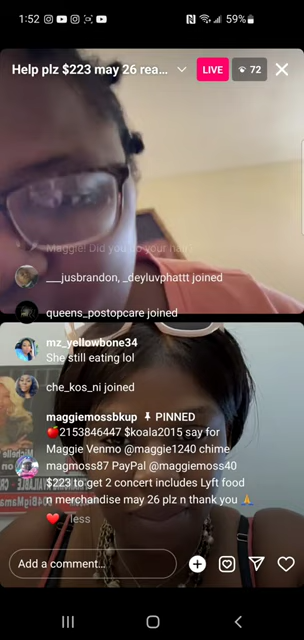 1:52
59%
Help plz $223 may 26 rea...
LIVE
72
Maggie! Did you do your hair
___jusbrandon, _deyluvphattt joined
queens_postopcare joined
mz_yellowbone34
She still eating lol
che_kos_ni joined
maggiemossbkup PINNED
🍎2153846447 $koala2015 say for
Maggie Venmo @maggie1240 chime
magmoss87 PayPal @maggiemoss40
$223 to get 2 concert includes Lyft food
n merchandise may 26 plz n thank you 🙏
❤️ less
Add a comment...